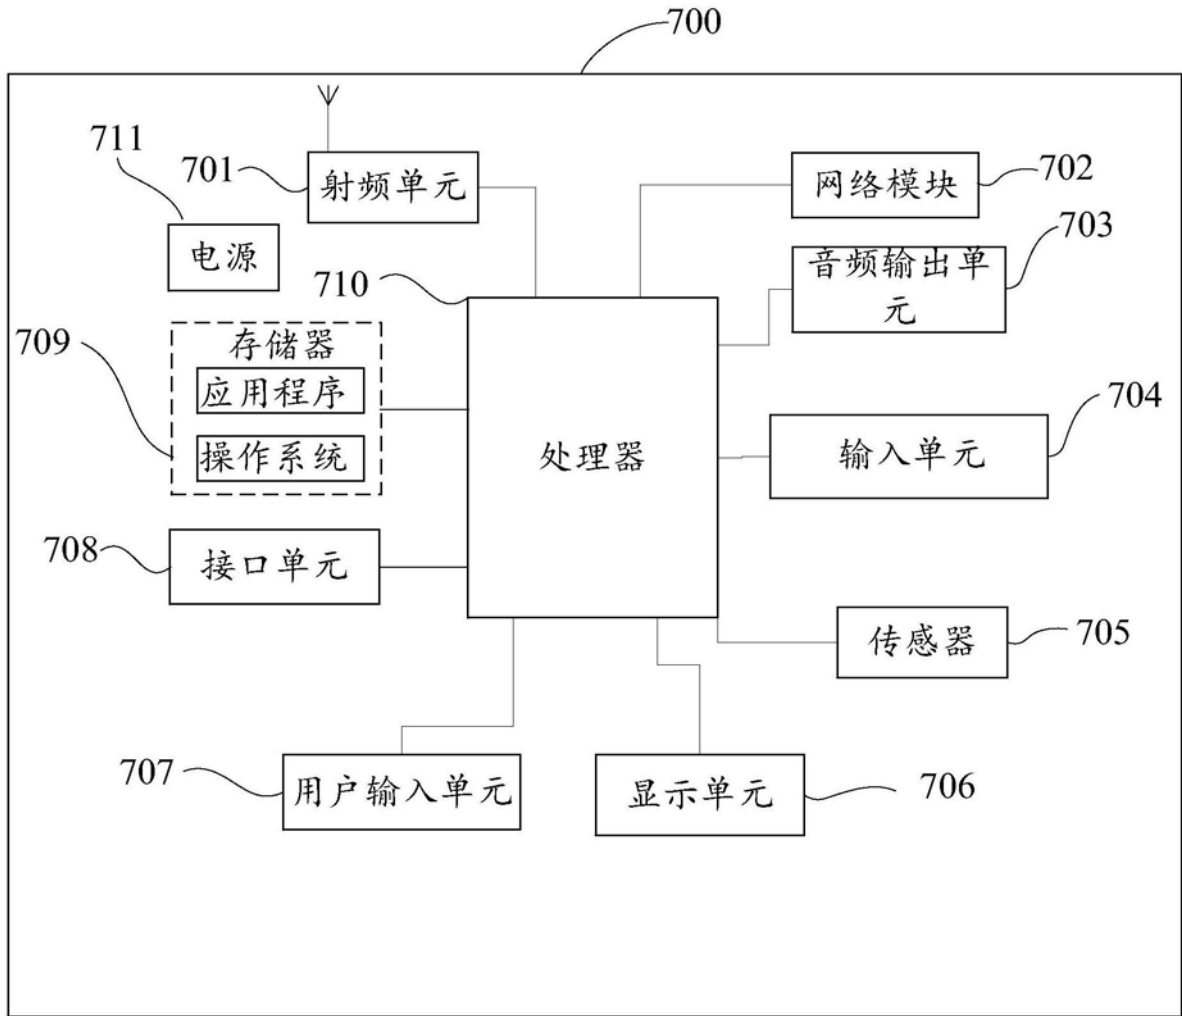 700
711
701
射频单元
网络模块
702
703
电源
音频输出单
元
710
709
存储器
应用程序
操作系统
处理器
输入单元
704
708
接口单元
传感器
705
707
用户输入单元
显示单元
706